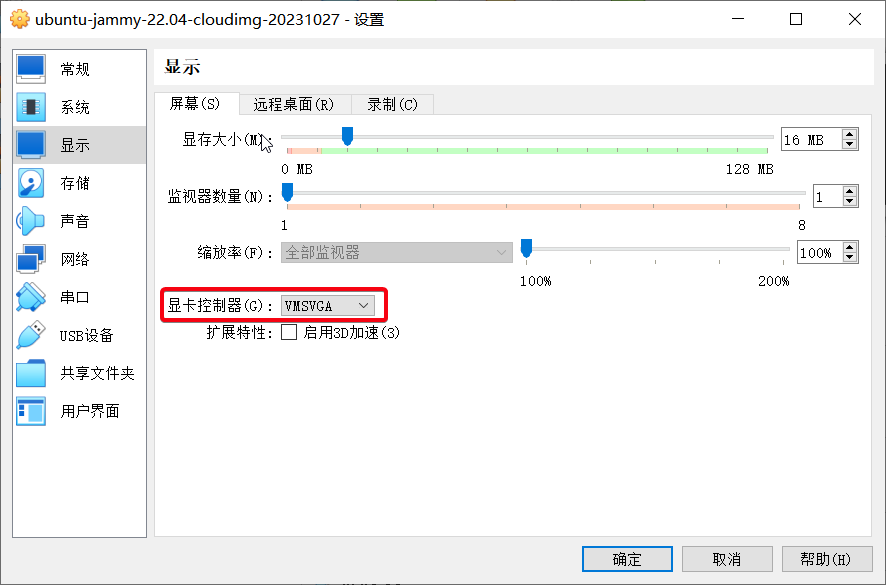 ubuntu-jammy-22.04-cloudimg-20231027 - 设置
常规
系统
显示
存储
声音
网络
串口
USB设备
共享文件夹
用户界面
显示
屏幕(S) 远程桌面(R) 录制(C)
显存大小(M): 16 MB
0 MB 128 MB
监视器数量(N): 1
1 8
缩放率(F): 全部监视器 100%
100% 200%
显卡控制器(G): VMSVGA
扩展特性: 启用3D加速(3)
确定 取消 帮助(H)